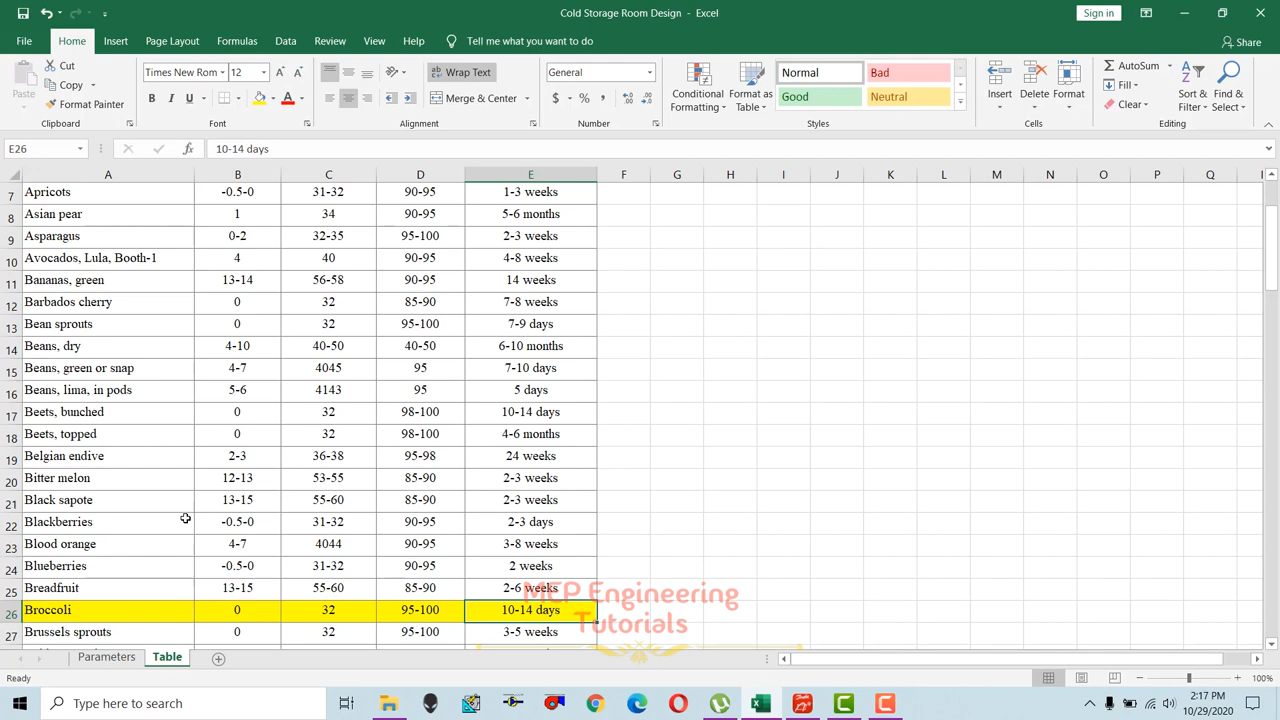 Cold Storage Room Design - Excel
Sign in
File Home Insert Page Layout Formulas Data Review View Help Tell me what you want to do Share
Paste
Cut
Copy
Format Painter
Clipboard
Times New Rom 12
B I U
Font
Wrap Text
Merge & Center
Alignment
General
$ % ,
Number
Conditional Formatting
Format as Table
Normal Bad
Good Neutral
Styles
Insert Delete Format
Cells
AutoSum
Fill
Clear
Sort & Filter
Find & Select
Editing
E26 fx 10-14 days
A B C D E F G H I J K L M N O P Q
7 Apricots -0.5-0 31-32 90-95 1-3 weeks
8 Asian pear 1 34 90-95 5-6 months
9 Asparagus 0-2 32-35 95-100 2-3 weeks
10 Avocados, Lula, Booth-1 4 40 90-95 4-8 weeks
11 Bananas, green 13-14 56-58 90-95 14 weeks
12 Barbados cherry 0 32 85-90 7-8 weeks
13 Bean sprouts 0 32 95-100 7-9 days
14 Beans, dry 4-10 40-50 40-50 6-10 months
15 Beans, green or snap 4-7 4045 95 7-10 days
16 Beans, lima, in pods 5-6 4143 95 5 days
17 Beets, bunched 0 32 98-100 10-14 days
18 Beets, topped 0 32 98-100 4-6 months
19 Belgian endive 2-3 36-38 95-98 24 weeks
20 Bitter melon 12-13 53-55 85-90 2-3 weeks
21 Black sapote 13-15 55-60 85-90 2-3 weeks
22 Blackberries -0.5-0 31-32 90-95 2-3 days
23 Blood orange 4-7 4044 90-95 3-8 weeks
24 Blueberries -0.5-0 31-32 90-95 2 weeks
25 Breadfruit 13-15 55-60 85-90 2-6 weeks
26 Broccoli 0 32 95-100 10-14 days
27 Brussels sprouts 0 32 95-100 3-5 weeks
MEP Engineering
Tutorials
Parameters Table
Ready 100%
Type here to search
2:17 PM
10/29/2020